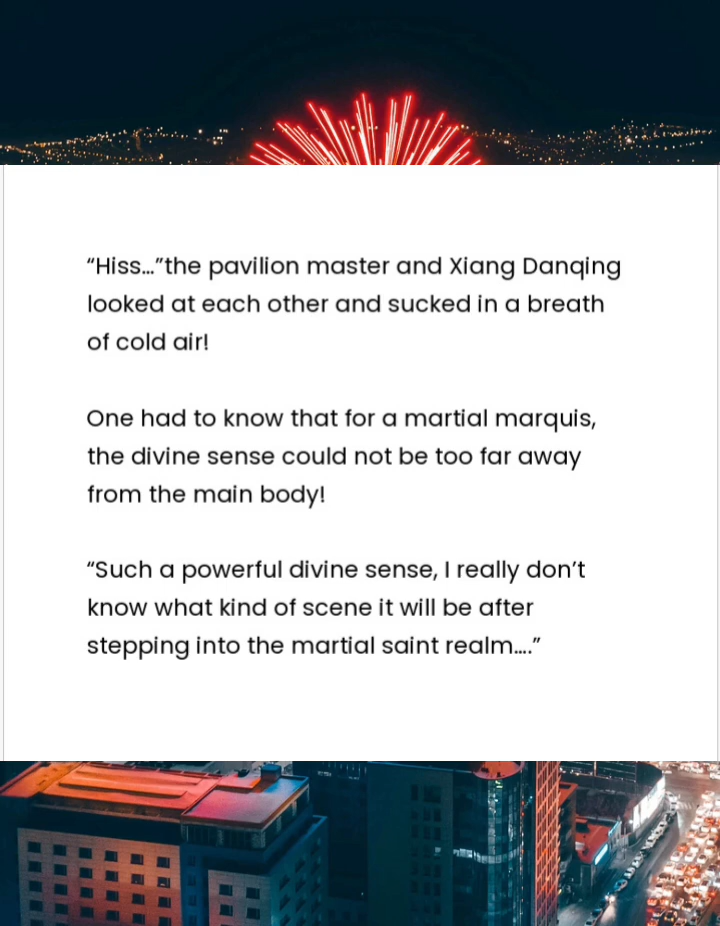 “Hiss...”the pavilion master and Xiang Danqing
looked at each other and sucked in a breath
of cold air!
One had to know that for a martial marquis,
the divine sense could not be too far away
from the main body!
“Such a powerful divine sense, I really don’t
know what kind of scene it will be after
stepping into the martial saint realm....”